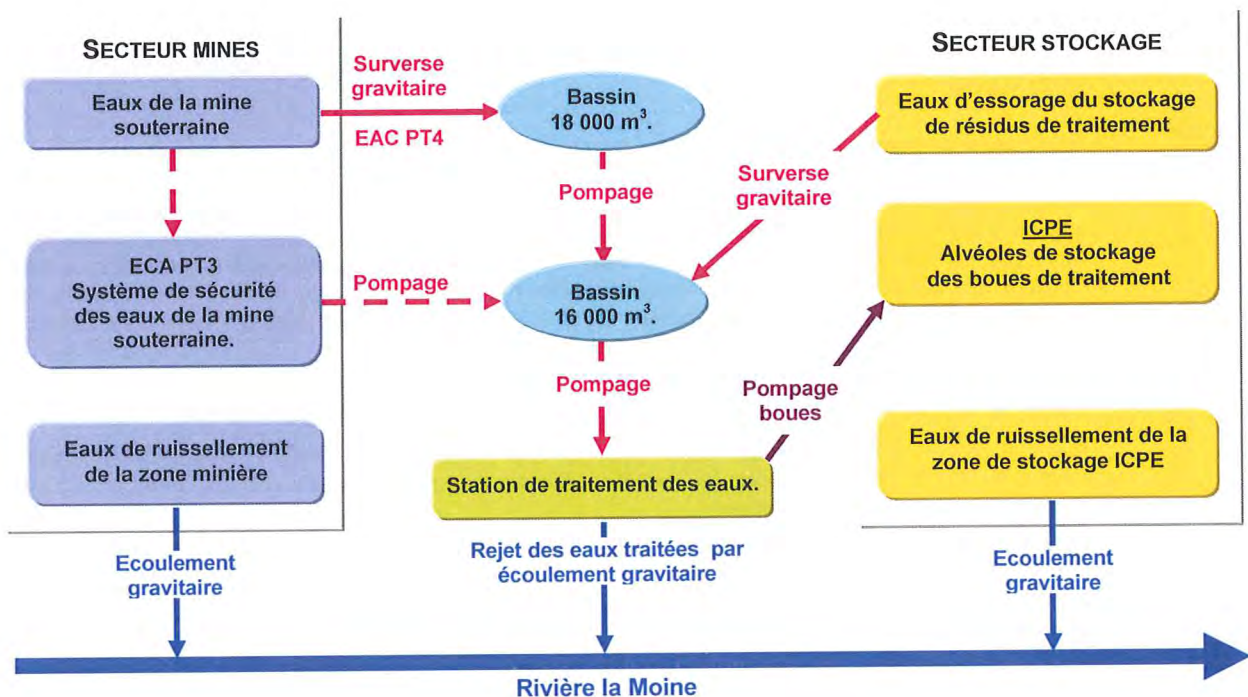 SECTEUR MINES
Eaux de la mine
souterraine
Surverse
gravitaire
EAC PT4
Bassin
18 000 m³.
SECTEUR STOCKAGE
Eaux d'essorage du stockage
de résidus de traitement
Pompage
Surverse
gravitaire
ECA PT3
Système de sécurité
des eaux de la mine
souterraine.
Pompage
Bassin
16 000 m³.
ICPE
Alvéoles de stockage
des boues de traitement
Pompage
Pompage
boues
Eaux de ruissellement
de la zone minière
Station de traitement des eaux.
Eaux de ruissellement de la
zone de stockage ICPE
Ecoulement
gravitaire
Rejet des eaux traitées par
écoulement gravitaire
Ecoulement
gravitaire
Rivière la Moine